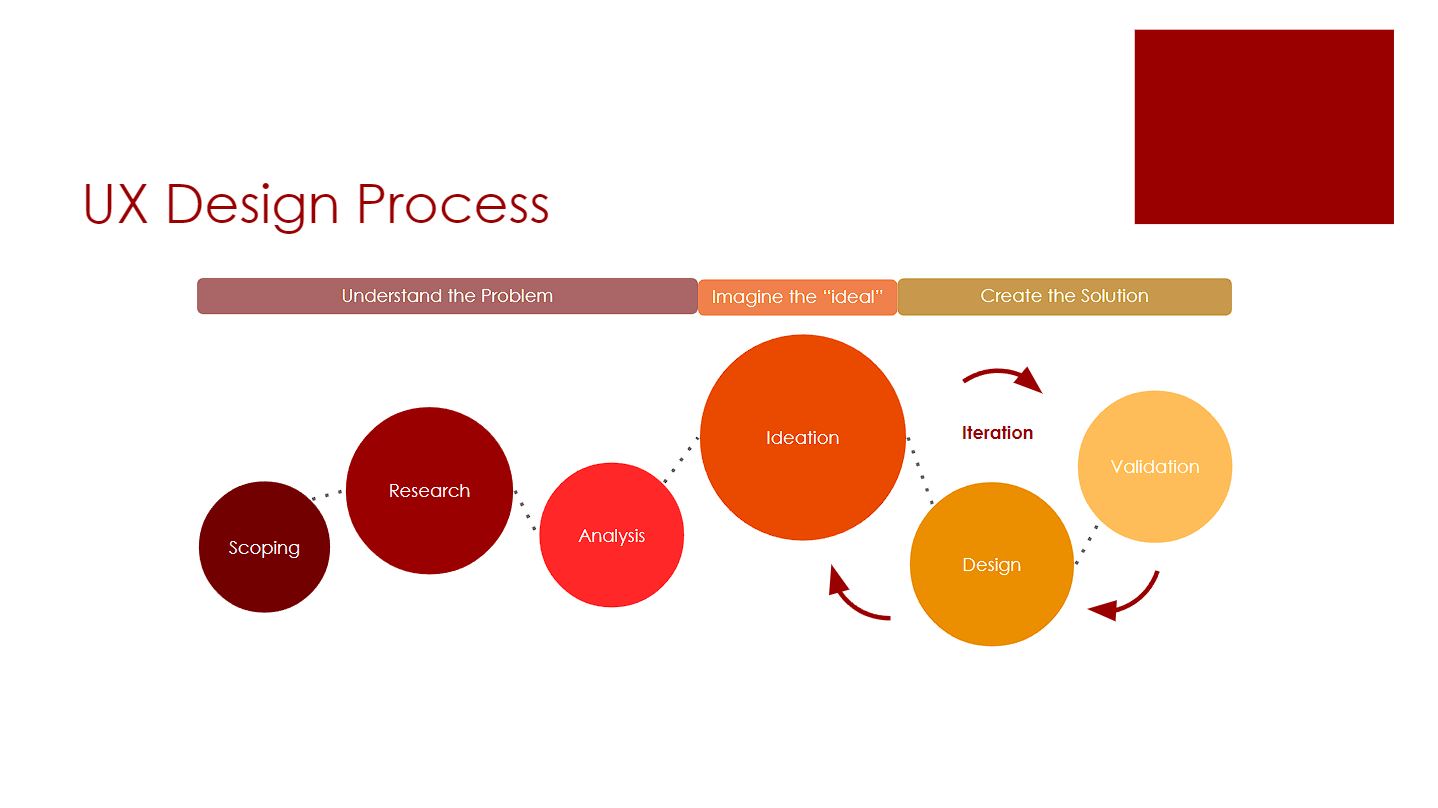 UX Design Process
Understand the Problem
Imagine the “ideal”
Create the Solution
Scoping
Research
Analysis
Ideation
Iteration
Design
Validation